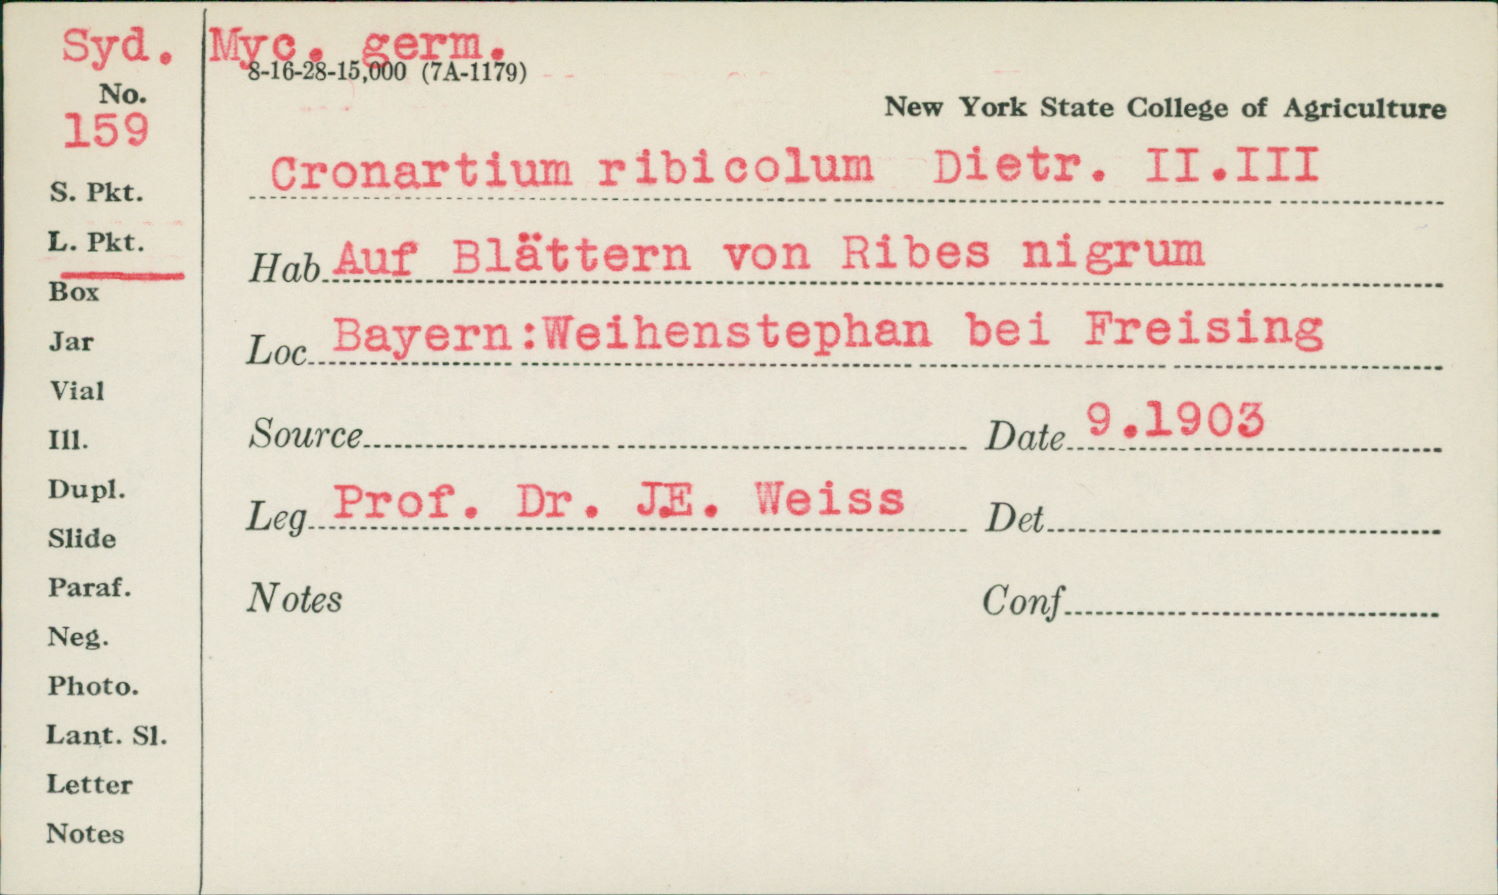 Syd. Myc. germ.
8-16-28-15,000 (7A-1179)
No.
159
New York State College of Agriculture
Cronartium ribicolum Dietr. II.III
S. Pkt.
L. Pkt.
Hab Auf Blättern von Ribes nigrum
Box
Jar
Loc Bayern:Weihenstephan bei Freising
Vial
Ill.
Source Date 9.1903
Dupl.
Leg Prof. Dr. JE. Weiss Det
Slide
Paraf.
Notes Conf
Neg.
Photo.
Lant. Sl.
Letter
Notes